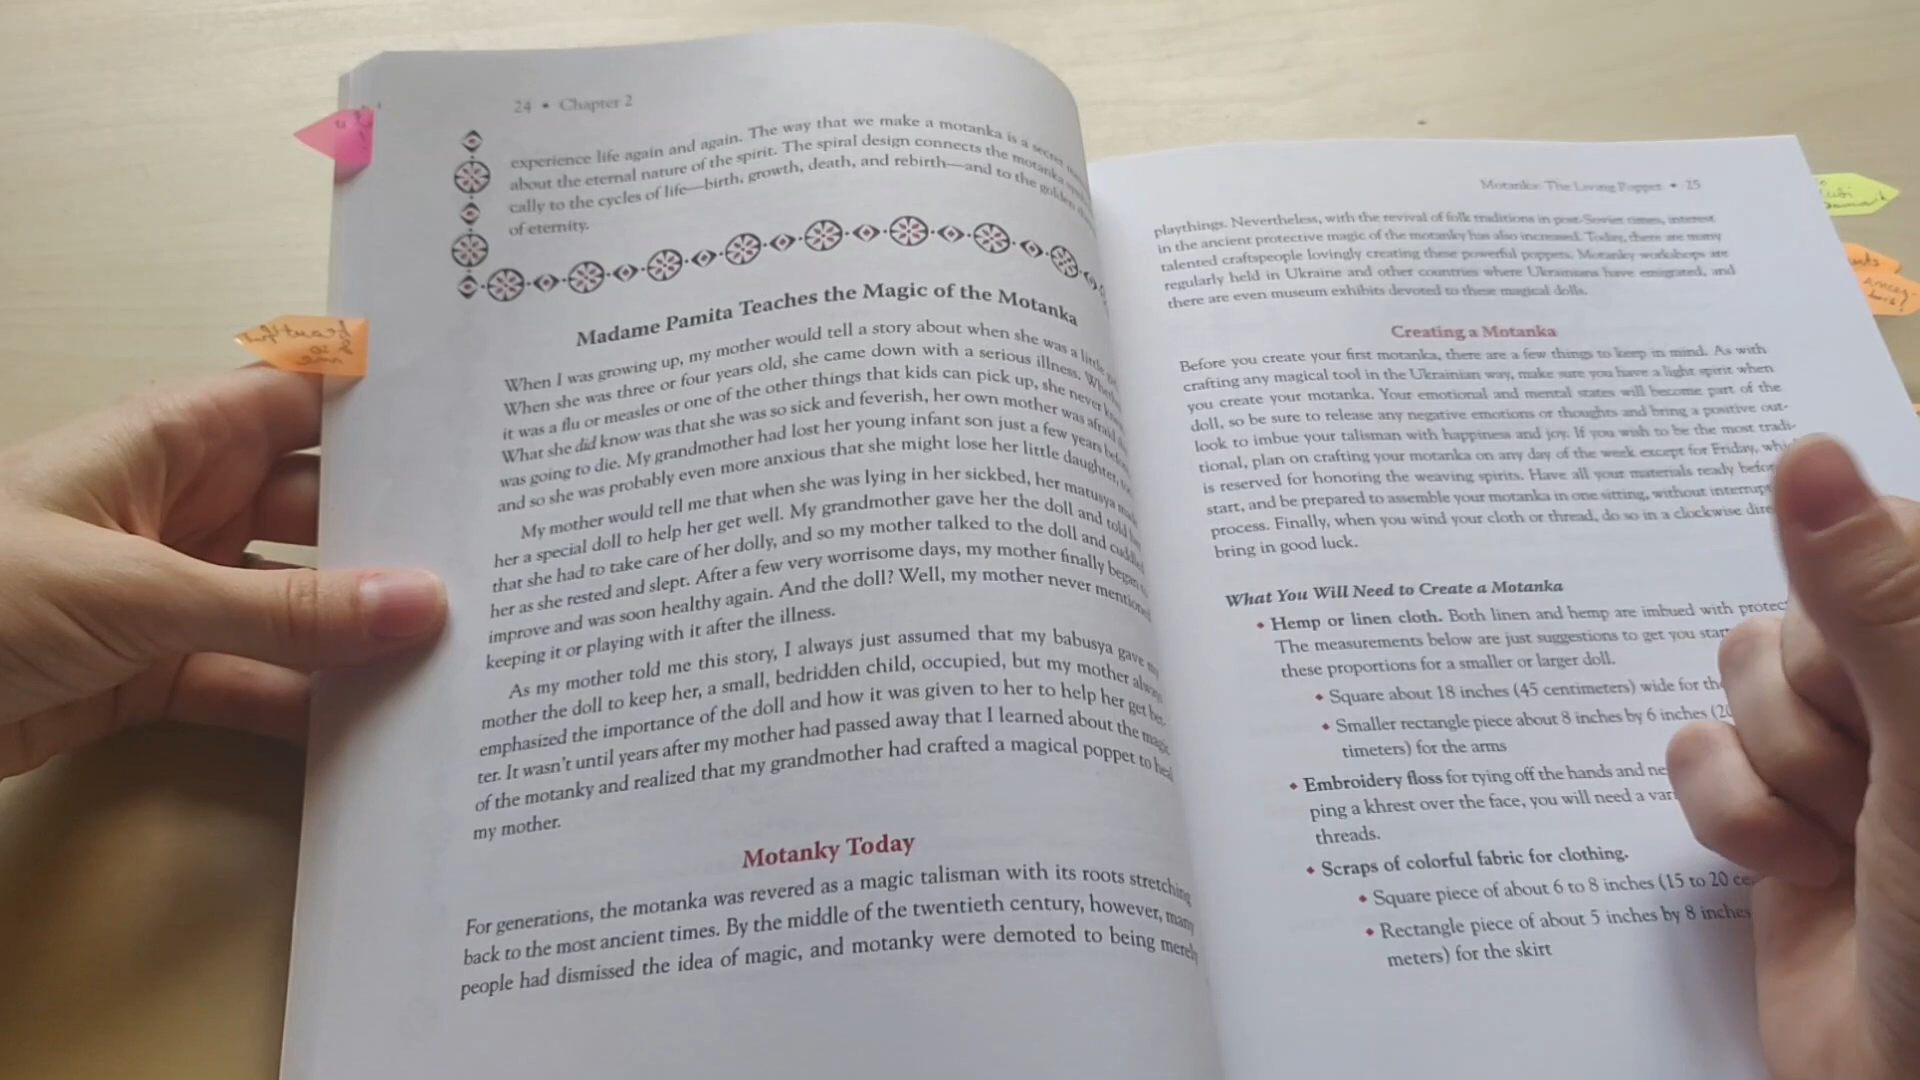 24 • Chapter 2
experience life again and again. The way that we make a motanka is a secret
about the eternal nature of the spirit. The spiral design connects the motanka
cally to the cycles of life—birth, growth, death, and rebirth—and to the golden
of eternity.
Madame Pamita Teaches the Magic of the Motanka
When I was growing up, my mother would tell a story about when she was a little
When she was three or four years old, she came down with a serious illness.
it was a flu or measles or one of the other things that kids can pick up, she never
What she did know was that she was so sick and feverish, her own mother was afraid
was going to die. My grandmother had lost her young infant son just a few years
and so she was probably even more anxious that she might lose her little daughter,
My mother would tell me that when she was lying in her sickbed, her matusya
her a special doll to help her get well. My grandmother gave her the doll and told
that she had to take care of her dolly, and so my mother talked to the doll and
her as she rested and slept. After a few very worrisome days, my mother finally began
improve and was soon healthy again. And the doll? Well, my mother never
keeping it or playing with it after the illness.
As my mother told me this story, I always just assumed that my babusya gave my
mother the doll to keep her, a small, bedridden child, occupied, but my mother always
emphasized the importance of the doll and how it was given to her to help her get
ter. It wasn't until years after my mother had passed away that I learned about the magic
of the motanky and realized that my grandmother had crafted a magical poppet to heal
my mother.
Motanky Today
For generations, the motanka was revered as a magic talisman with its roots stretching
back to the most ancient times. By the middle of the twentieth century, however, many
people had dismissed the idea of magic, and motanky were demoted to being merely
Motanka: The Living Poppet • 25
playthings. Nevertheless, with the revival of folk traditions in post-Soviet times, interest
in the ancient protective magic of the motanky has also increased. Today, there are many
talented craftspeople lovingly creating these powerful poppets. Motanky workshops are
regularly held in Ukraine and other countries where Ukrainians have emigrated, and
there are even museum exhibits devoted to these magical dolls.
Creating a Motanka
Before you create your first motanka, there are a few things to keep in mind. As with
crafting any magical tool in the Ukrainian way, make sure you have a light spirit when
you create your motanka. Your emotional and mental states will become part of the
doll, so be sure to release any negative emotions or thoughts and bring a positive out-
look to imbue your talisman with happiness and joy. If you wish to be the most tradi-
tional, plan on crafting your motanka on any day of the week except for Friday,
is reserved for honoring the weaving spirits. Have all your materials ready
start, and be prepared to assemble your motanka in one sitting, without
process. Finally, when you wind your cloth or thread, do so in a clockwise
bring in good luck.
What You Will Need to Create a Motanka
• Hemp or linen cloth. Both linen and hemp are imbued with
The measurements below are just suggestions to get you
these proportions for a smaller or larger doll.
• Square about 18 inches (45 centimeters) wide for
• Smaller rectangle piece about 8 inches by 6 inches
timeters) for the arms
• Embroidery floss for tying off the hands and
ping a khrest over the face, you will need a
threads.
• Scraps of colorful fabric for clothing.
• Square piece of about 6 to 8 inches (15 to 20
• Rectangle piece of about 5 inches by 8 inches
meters) for the skirt